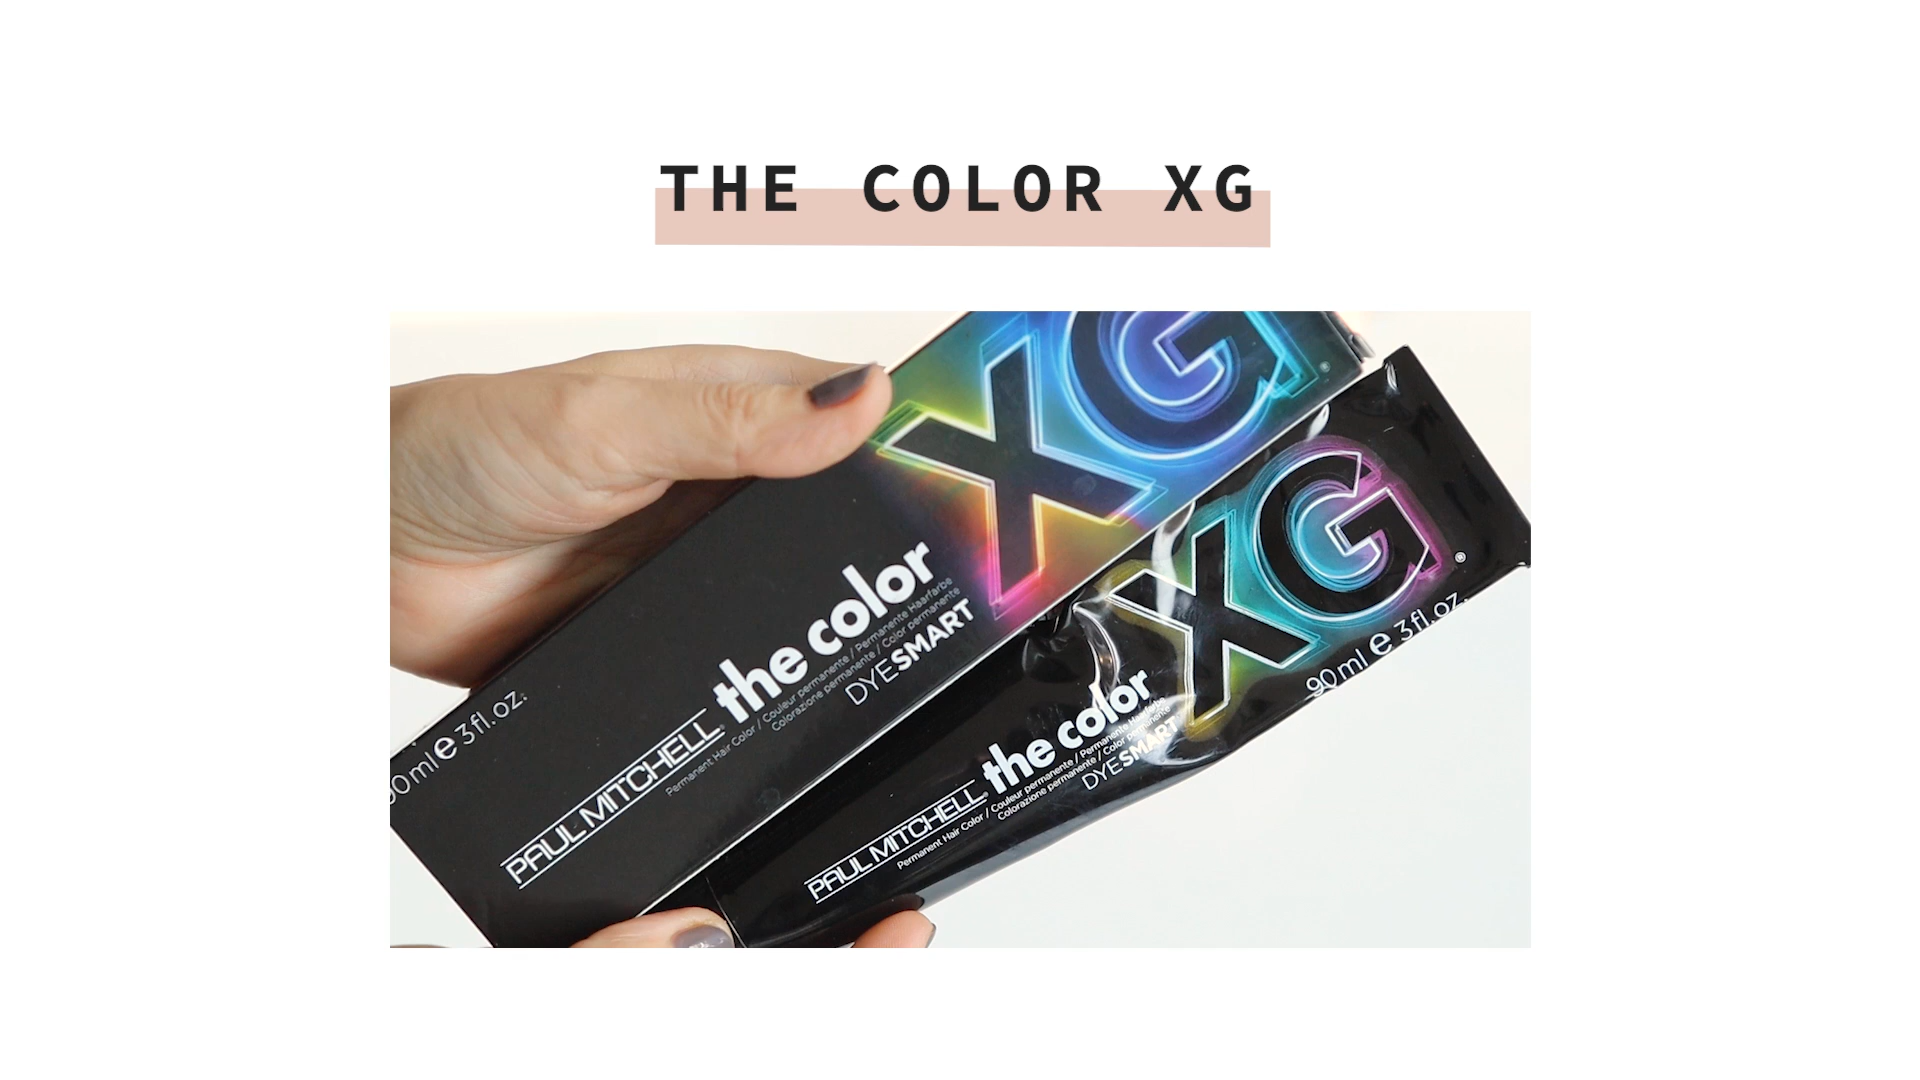 THE COLOR XG
XG®
the color
Permanent Hair Color / Couleur permanente / Permanente Haarfarbe
Colorazione permanente / Color permanente
DYESMART
PAUL MITCHELL®
90ml e 3fl.oz.
XG®
the color
Permanent Hair Color / Couleur permanente / Permanente Haarfarbe
Colorazione permanente / Color permanente
DYESMART
PAUL MITCHELL®
90ml e 3fl.oz.